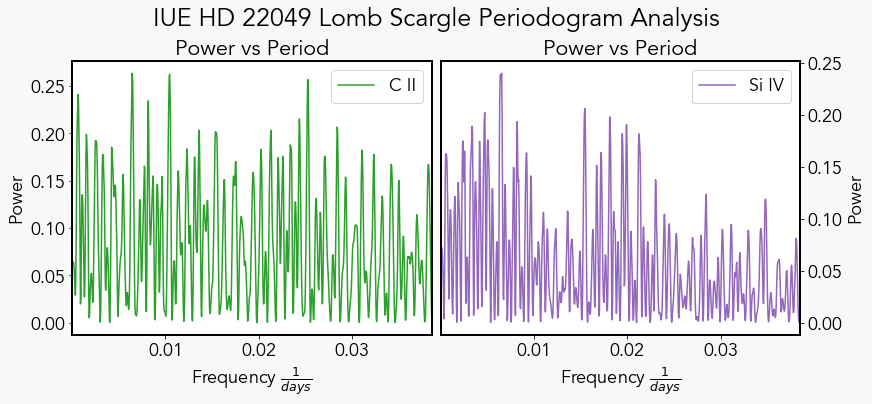 IUE HD 22049 Lomb Scargle Periodogram Analysis
Power vs Period
C II
Power
0.25
0.20
0.15
0.10
0.05
0.00
0.01
0.02
0.03
Frequency 1/days
Power vs Period
Si IV
0.25
0.20
0.15
0.10
0.05
0.00
Power
0.01
0.02
0.03
Frequency 1/days